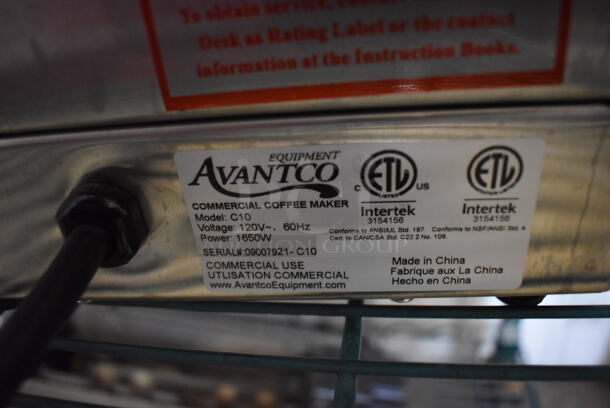 To obtain service,
Desk as Rating Label or the contact
information at the Instruction Books.
EQUIPMENT
AVANTCO
COMMERCIAL COFFEE MAKER
Model: C10
Voltage: 120V~, 60Hz
Power: 1650W
SERIAL#:09007921- C10
COMMERCIAL USE
UTLISATION COMMERCIAL
www.AvantcoEquipment.com
C ETL US
Intertek
3154156
Conforms to ANSI/UL Std. 197
Cert. to CAN/CSA Std. C22.2 No. 109.
ETL
Intertek
3154156
Conforms to NSF/ANSI Std. 4
Made in China
Fabrique aux La China
Hecho en China